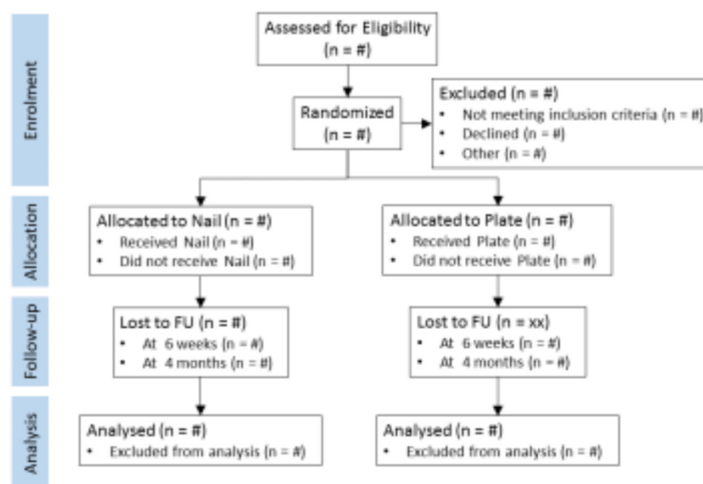 Enrolment
Assessed for Eligibility
(n = #)
Randomized
(n = #)
Excluded (n = #)
• Not meeting inclusion criteria (n = #)
• Declined (n = #)
• Other (n = #)
Allocation
Allocated to Nail (n = #)
• Received Nail (n = #)
• Did not receive Nail (n = #)
Allocated to Plate (n = #)
• Received Plate (n = #)
• Did not receive Plate (n = #)
Follow-up
Lost to FU (n = #)
• At 6 weeks (n = #)
• At 4 months (n = #)
Lost to FU (n = xx)
• At 6 weeks (n = #)
• At 4 months (n = #)
Analysis
Analysed (n = #)
• Excluded from analysis (n = #)
Analysed (n = #)
• Excluded from analysis (n = #)